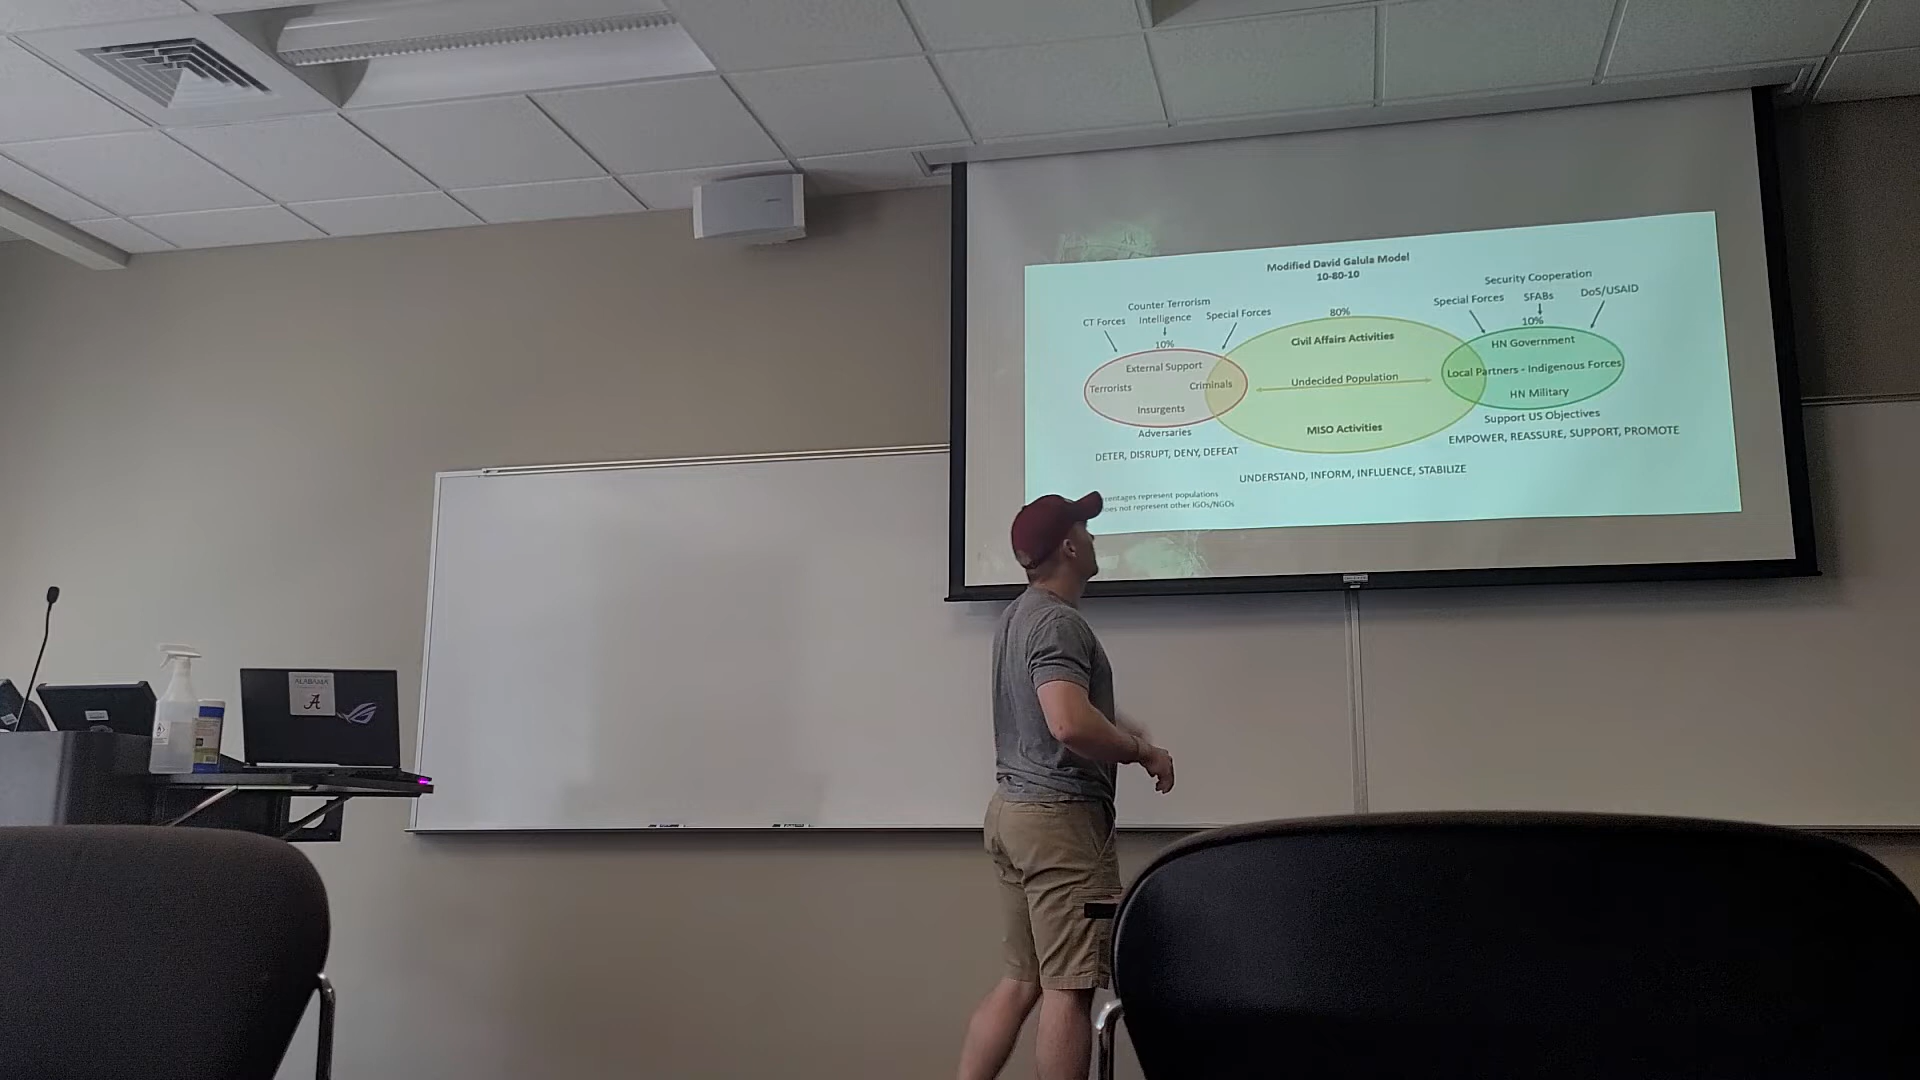 Modified David Galula Model
10-80-10
Counter Terrorism
CT Forces
Intelligence
Special Forces
10%
External Support
Terrorists
Criminals
Insurgents
Adversaries
DETER, DISRUPT, DENY, DEFEAT
80%
Civil Affairs Activities
Undecided Population
MISO Activities
UNDERSTAND, INFORM, INFLUENCE, STABILIZE
Security Cooperation
Special Forces
SFABs
DoS/USAID
10%
HN Government
Local Partners - Indigenous Forces
HN Military
Support US Objectives
EMPOWER, REASSURE, SUPPORT, PROMOTE
represent populations
not represent other IGOs/NGOs
ALABAMA
A